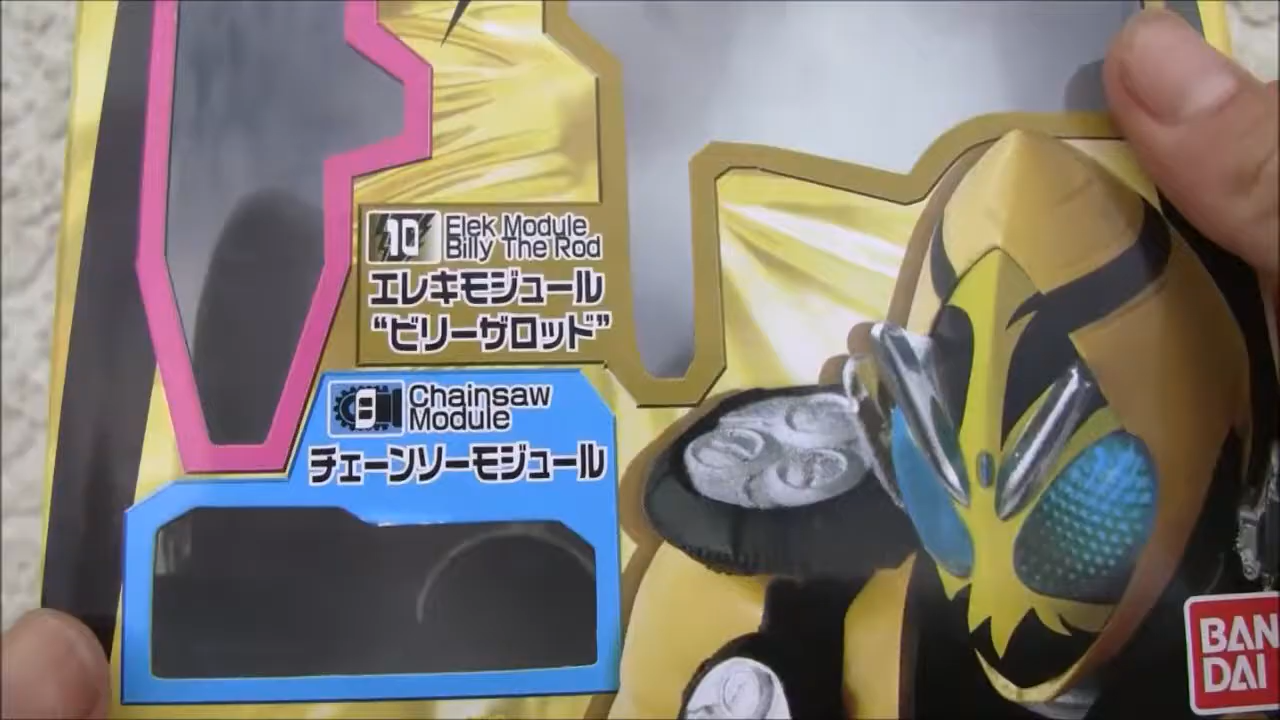 10
Elek Module
Billy The Rod
エレキモジュール
“ビリーザロッド”
8
Chainsaw
Module
チェーンソーモジュール
BAN
DAI